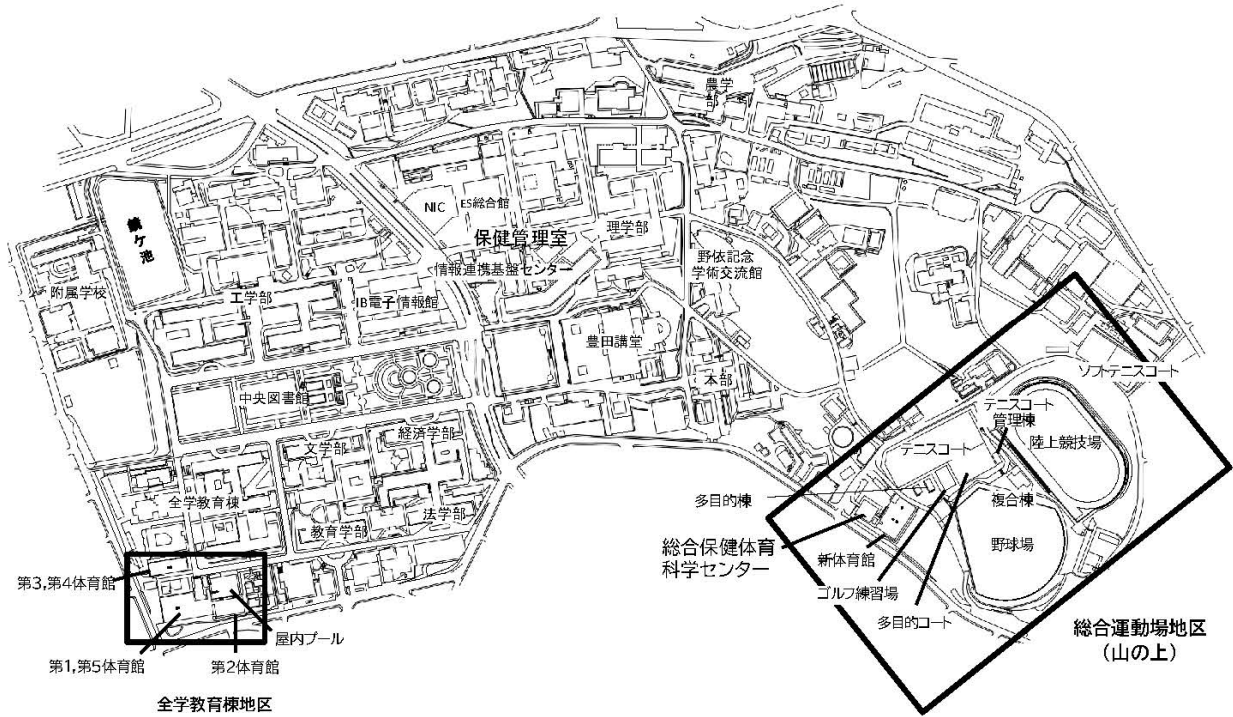 農学
部
鏡ケ池
NIC
ES総合館
保健管理室
理学部
情報連携基盤センター
野依記念
学術交流館
附属学校
工学部
IB電子情報館
豊田講堂
本部
ソフトテニスコート
中央図書館
テニスコート
管理棟
陸上競技場
文学部
経済学部
テニスコート
多目的棟
複合棟
全学教育棟
教育学部
法学部
総合保健体育
科学センター
新体育館
野球場
ゴルフ練習場
多目的コート
第3,第4体育館
屋内プール
第1,第5体育館
第2体育館
全学教育棟地区
総合運動場地区
(山の上)